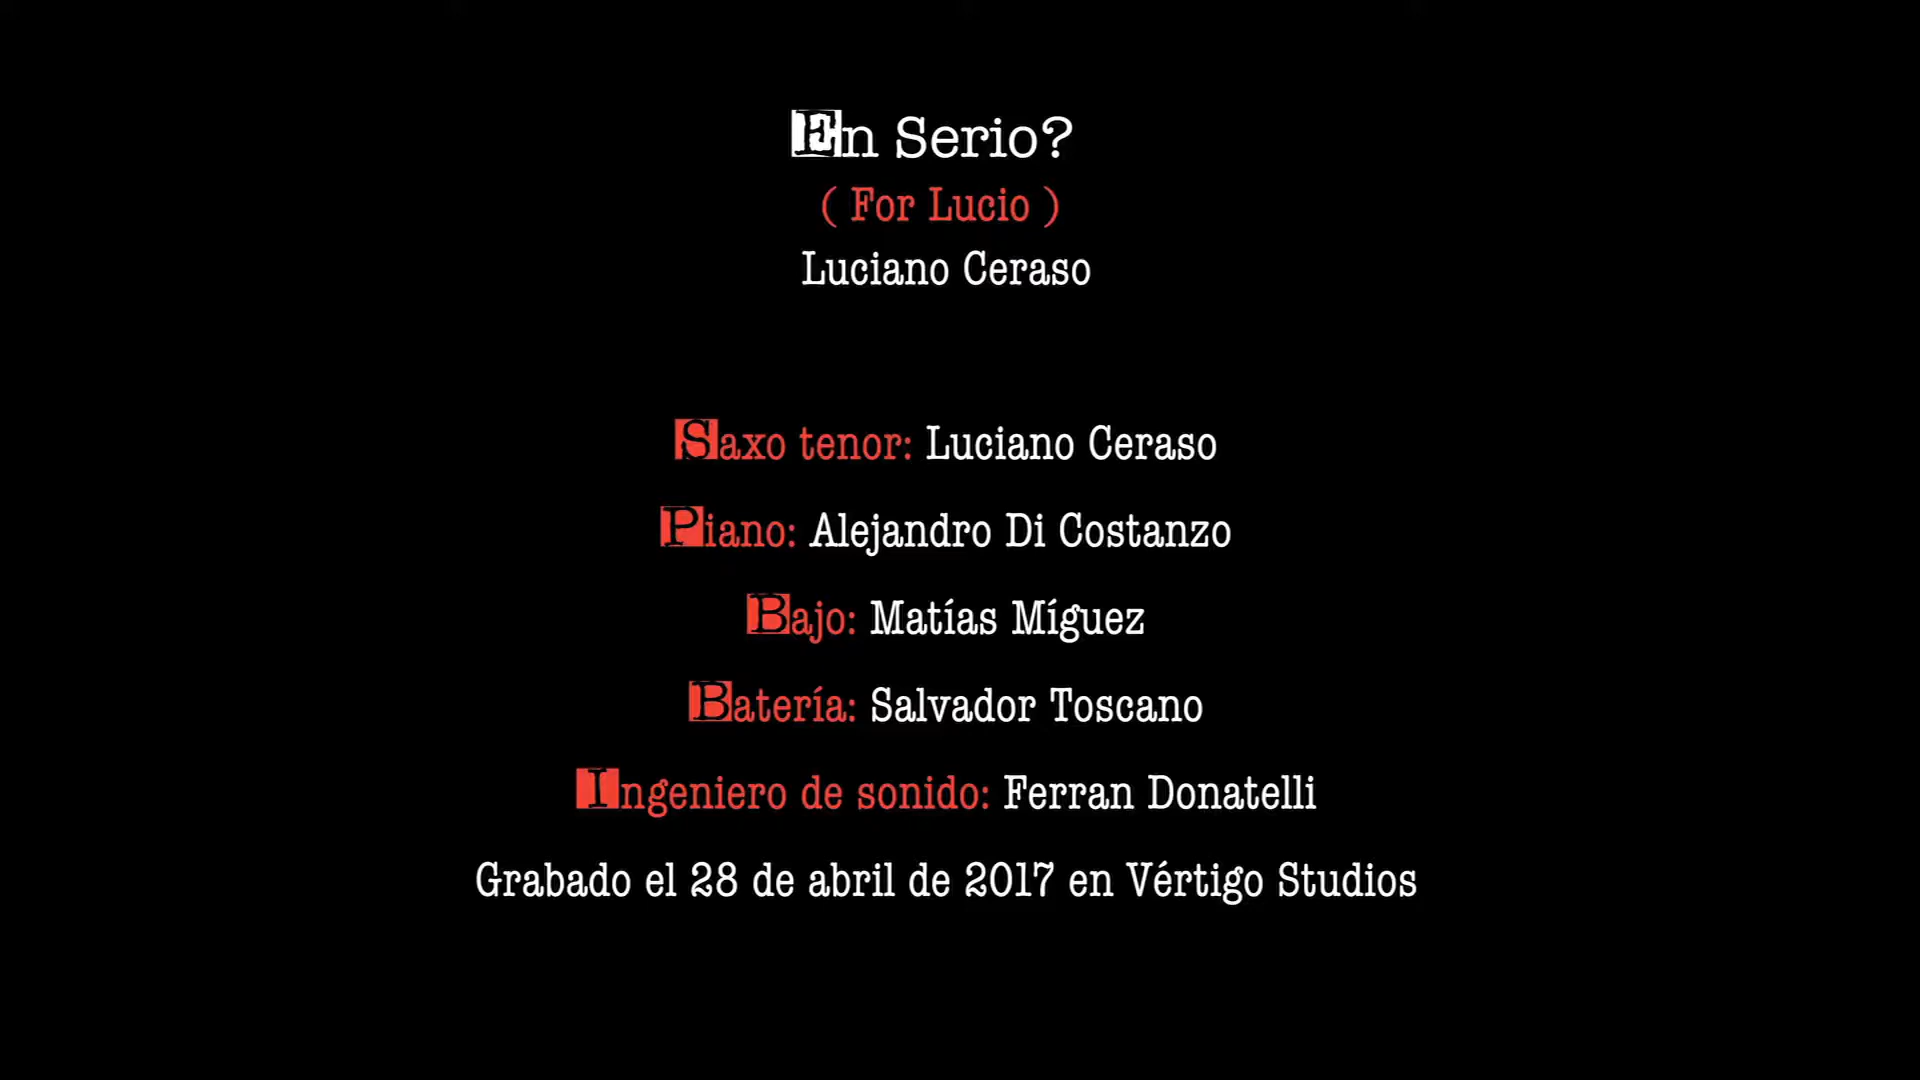 En Serio?
( For Lucio )
Luciano Ceraso
Saxo tenor: Luciano Ceraso
Piano: Alejandro Di Costanzo
Bajo: Matías Míguez
Batería: Salvador Toscano
Ingeniero de sonido: Ferran Donatelli
Grabado el 28 de abril de 2017 en Vértigo Studios